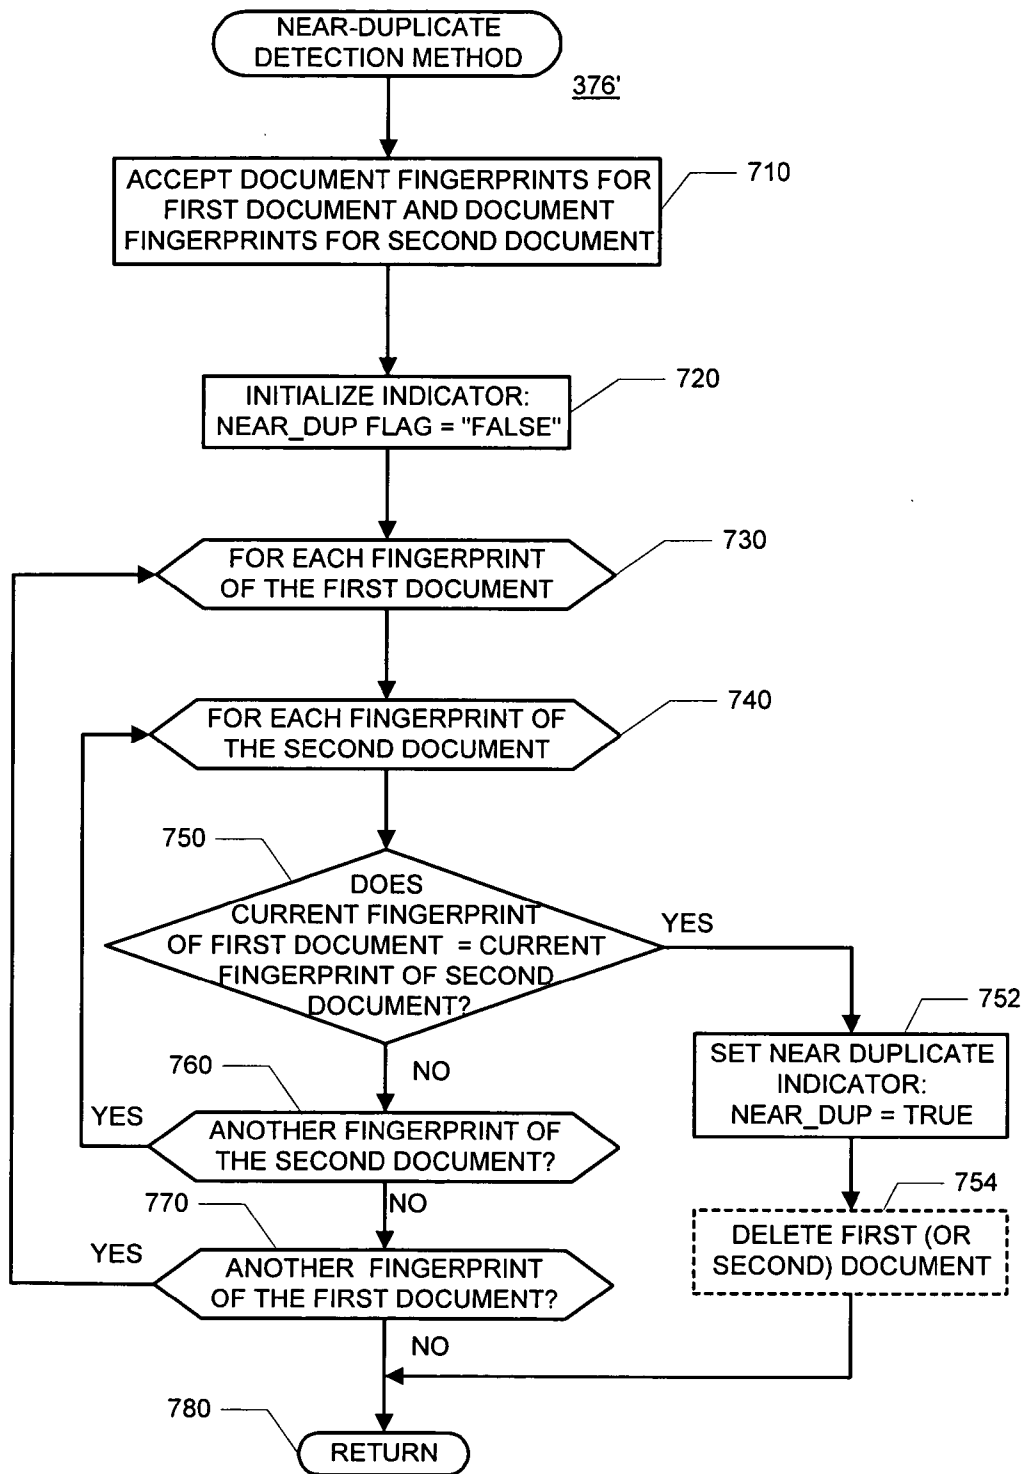 NEAR-DUPLICATE
DETECTION METHOD
376'
ACCEPT DOCUMENT FINGERPRINTS FOR
FIRST DOCUMENT AND DOCUMENT
FINGERPRINTS FOR SECOND DOCUMENT
710
INITIALIZE INDICATOR:
NEAR_DUP FLAG = "FALSE"
720
FOR EACH FINGERPRINT
OF THE FIRST DOCUMENT
730
FOR EACH FINGERPRINT OF
THE SECOND DOCUMENT
740
750
DOES
CURRENT FINGERPRINT
OF FIRST DOCUMENT = CURRENT
FINGERPRINT OF SECOND
DOCUMENT?
YES
NO
752
SET NEAR DUPLICATE
INDICATOR:
NEAR_DUP = TRUE
760
YES
ANOTHER FINGERPRINT OF
THE SECOND DOCUMENT?
NO
754
DELETE FIRST (OR
SECOND) DOCUMENT
770
YES
ANOTHER FINGERPRINT
OF THE FIRST DOCUMENT?
NO
780
RETURN